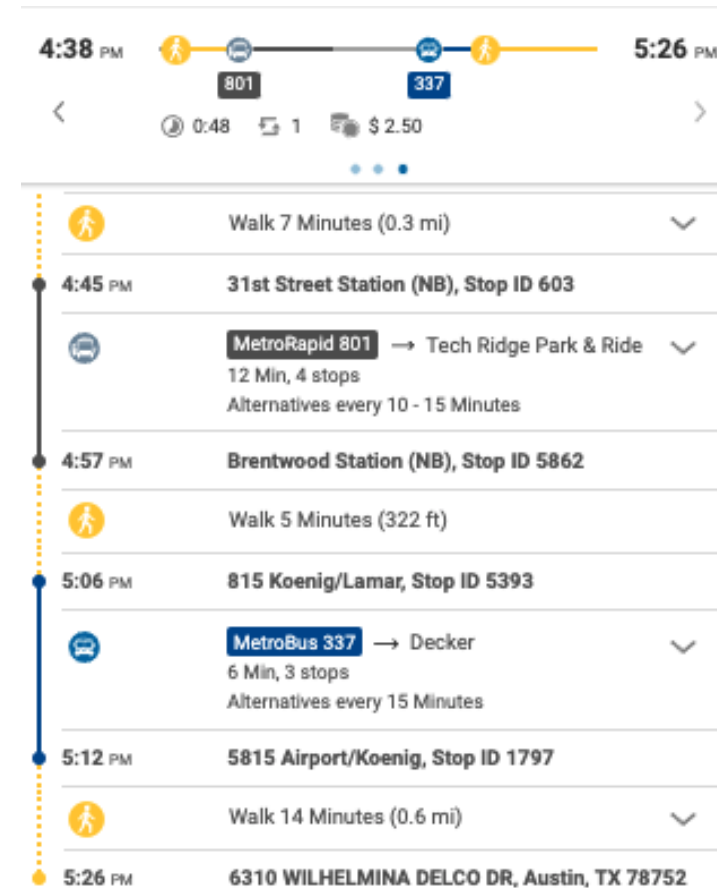 4:38 PM 5:26 PM
801 337
0:48 1 $ 2.50
Walk 7 Minutes (0.3 mi)
4:45 PM 31st Street Station (NB), Stop ID 603
MetroRapid 801 → Tech Ridge Park & Ride
12 Min, 4 stops
Alternatives every 10 - 15 Minutes
4:57 PM Brentwood Station (NB), Stop ID 5862
Walk 5 Minutes (322 ft)
5:06 PM 815 Koenig/Lamar, Stop ID 5393
MetroBus 337 → Decker
6 Min, 3 stops
Alternatives every 15 Minutes
5:12 PM 5815 Airport/Koenig, Stop ID 1797
Walk 14 Minutes (0.6 mi)
5:26 PM 6310 WILHELMINA DELCO DR, Austin, TX 78752